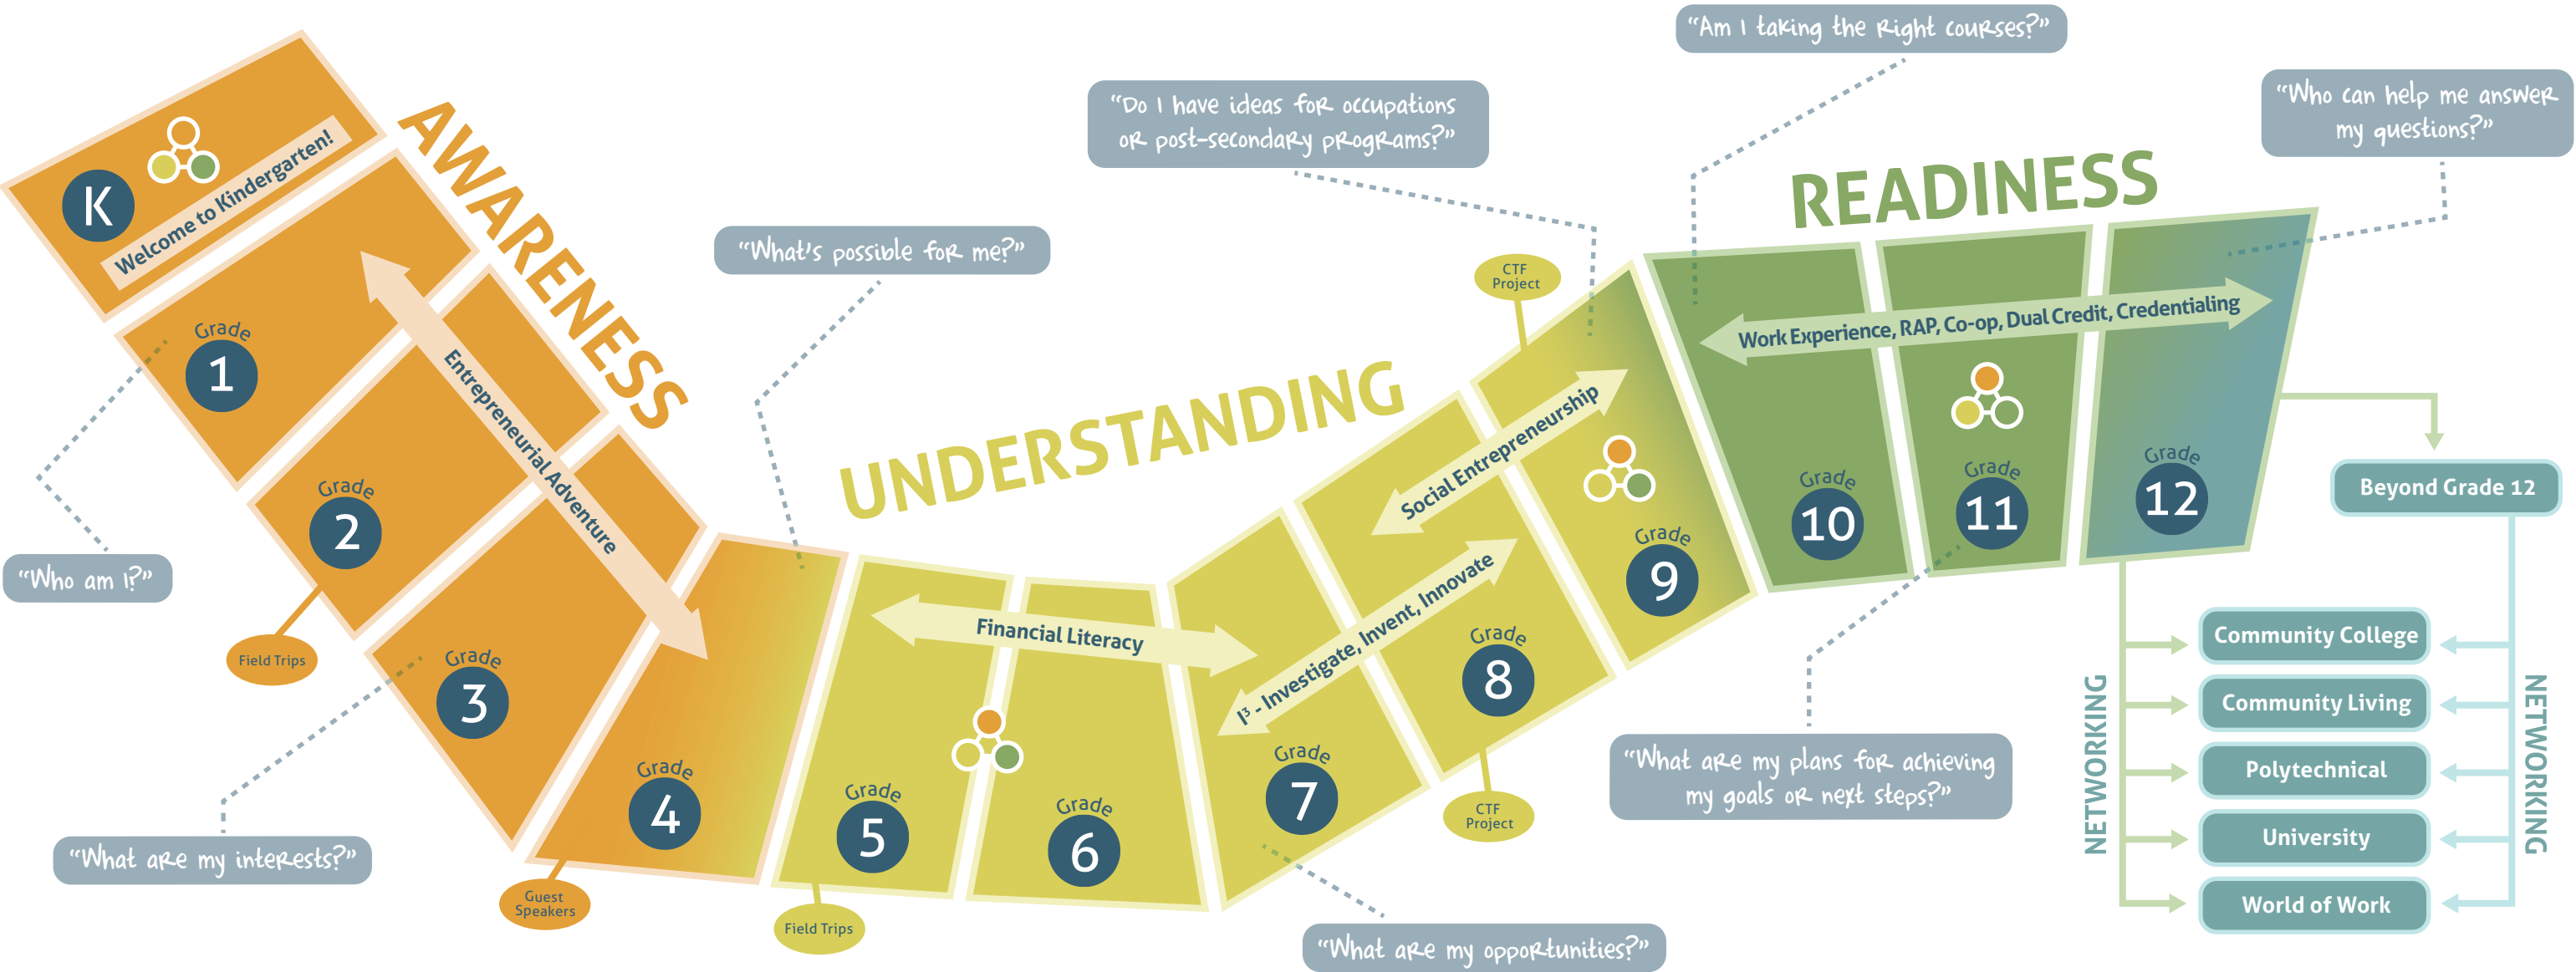 K
Welcome to Kindergarten!
AWARENESS
Grade
1
"Who am I?"
Grade
2
Field Trips
Entrepreneurial Adventure
Grade
3
"What are my interests?"
Grade
4
Guest
Speakers
"What's possible for me?"
UNDERSTANDING
Grade
5
Field Trips
Financial Literacy
Grade
6
Grade
7
"What are my opportunities?"
I³ - Investigate, Invent, Innovate
Grade
8
CTF
Project
Social Entrepreneurship
CTF
Project
Grade
9
"Do I have ideas for occupations
or post-secondary programs?"
"Am I taking the right courses?"
READINESS
Work Experience, RAP, Co-op, Dual Credit, Credentialing
Grade
10
Grade
11
"What are my plans for achieving
my goals or next steps?"
Grade
12
"Who can help me answer
my questions?"
Beyond Grade 12
NETWORKING
Community College
Community Living
Polytechnical
University
World of Work
NETWORKING